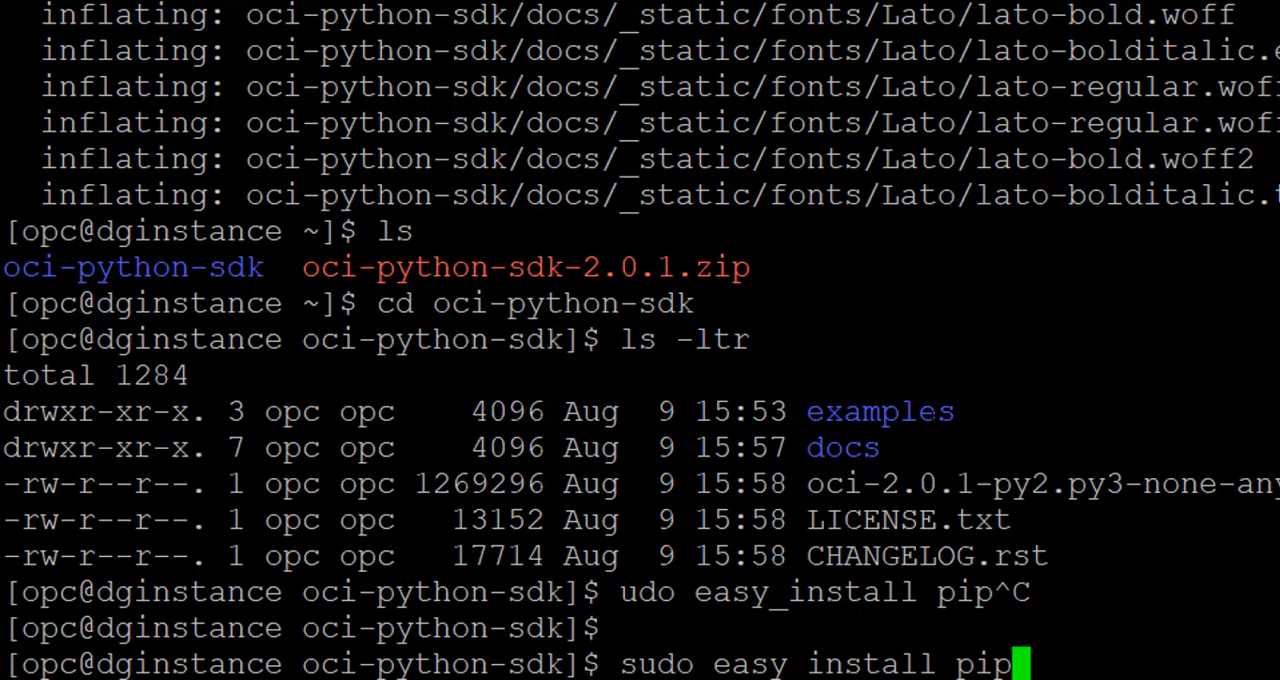 inflating: oci-python-sdk/docs/_static/fonts/Lato/lato-bold.woff
inflating: oci-python-sdk/docs/_static/fonts/Lato/lato-bolditalic.e
inflating: oci-python-sdk/docs/_static/fonts/Lato/lato-regular.wof
inflating: oci-python-sdk/docs/_static/fonts/Lato/lato-regular.wof
inflating: oci-python-sdk/docs/_static/fonts/Lato/lato-bold.woff2
inflating: oci-python-sdk/docs/_static/fonts/Lato/lato-bolditalic.
[opc@dginstance ~]$ ls
oci-python-sdk oci-python-sdk-2.0.1.zip
[opc@dginstance ~]$ cd oci-python-sdk
[opc@dginstance oci-python-sdk]$ ls -ltr
total 1284
drwxr-xr-x. 3 opc opc 4096 Aug 9 15:53 examples
drwxr-xr-x. 7 opc opc 4096 Aug 9 15:57 docs
-rw-r--r--. 1 opc opc 1269296 Aug 9 15:58 oci-2.0.1-py2.py3-none-any
-rw-r--r--. 1 opc opc 13152 Aug 9 15:58 LICENSE.txt
-rw-r--r--. 1 opc opc 17714 Aug 9 15:58 CHANGELOG.rst
[opc@dginstance oci-python-sdk]$ udo easy_install pip^C
[opc@dginstance oci-python-sdk]$
[opc@dginstance oci-python-sdk]$ sudo easy install pip